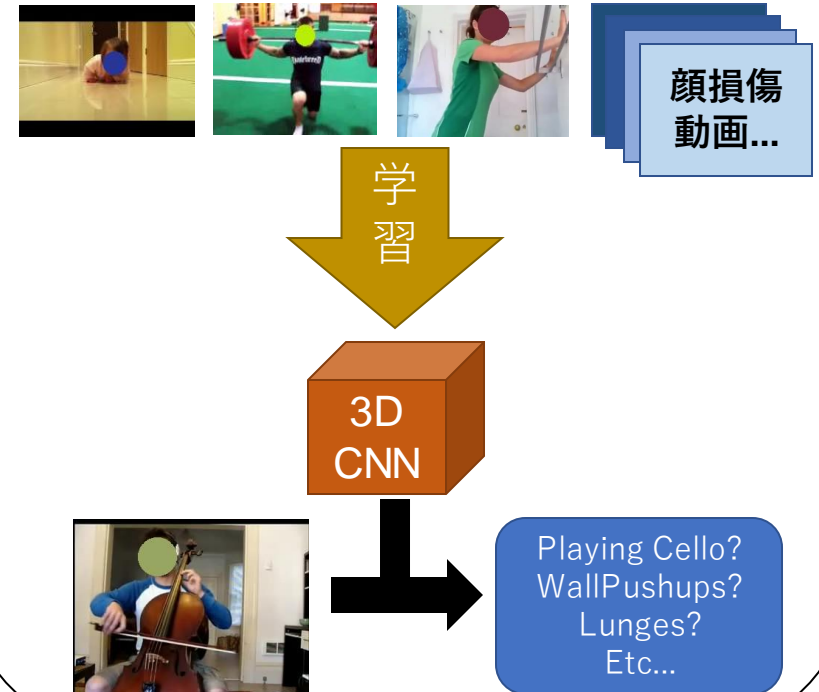 顔損傷
動画...
学
習
3D
CNN
Playing Cello?
WallPushups?
Lunges?
Etc...